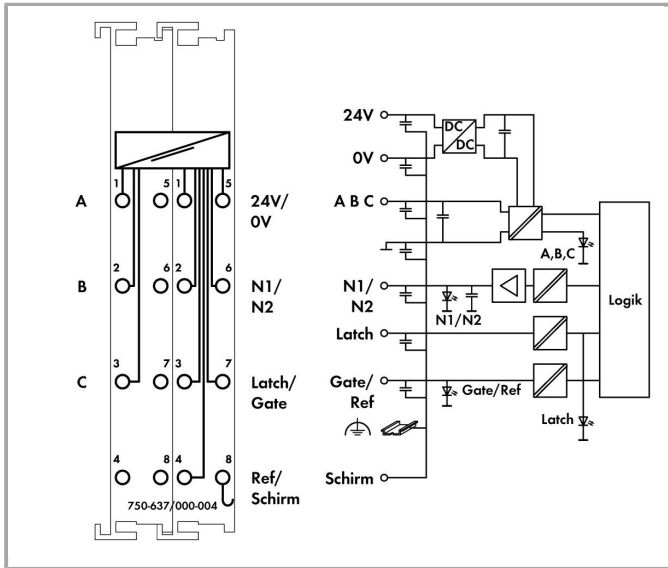 1
5
1
5
A
24V/
0V
2
6
2
6
B
N1/
N2
3
7
3
7
C
Latch/
Gate
4
8
4
8
Ref/
Schirm
750-637/000-004
24V
DC
DC
0V
A B C
A,B,C
N1/
N2
N1/N2
Logik
Latch
Gate/
Ref
Gate/Ref
Latch
Schirm